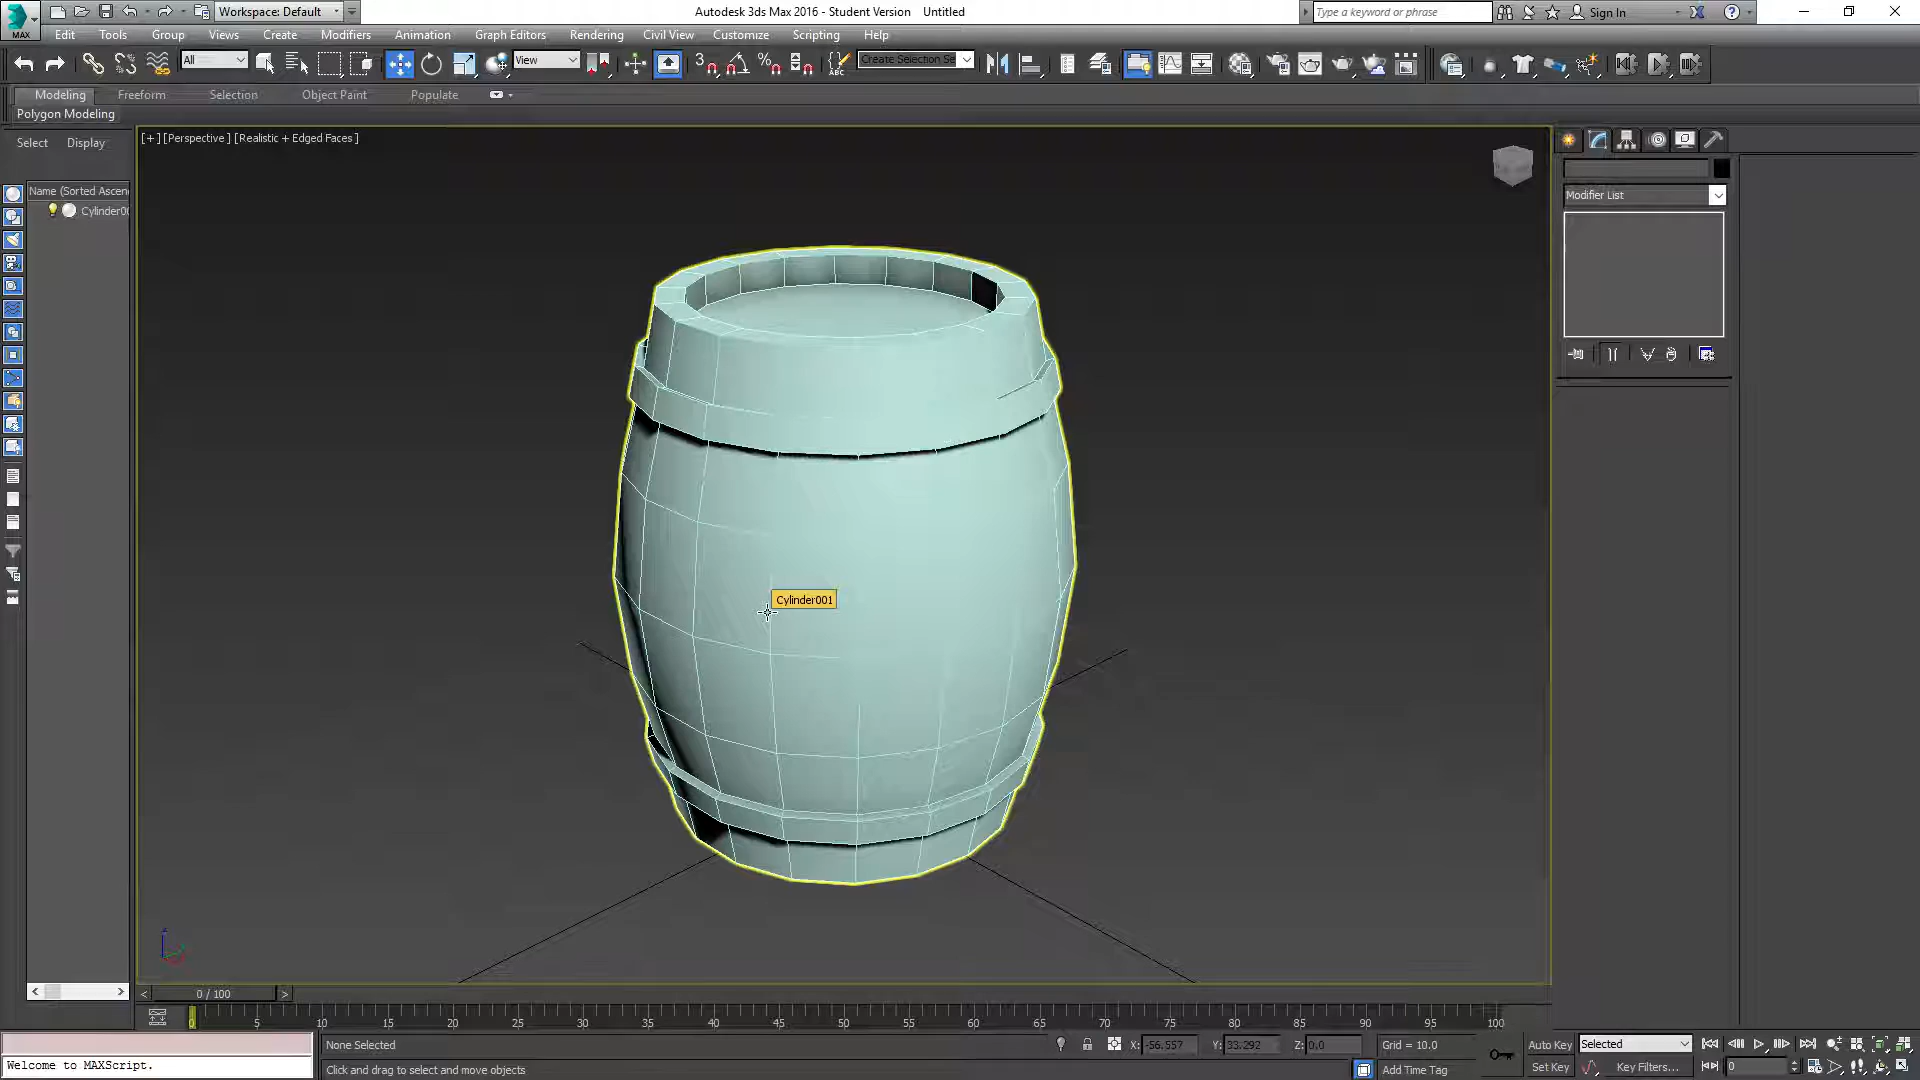 Workspace: Default
Autodesk 3ds Max 2016 - Student Version    Untitled
Type a keyword or phrase
Sign In
MAX
Edit Tools Group Views Create Modifiers Animation Graph Editors Rendering Civil View Customize Scripting Help
All
View
3
%
ABC
Create Selection Se
Modeling Freeform Selection Object Paint Populate
Polygon Modeling
Select Display
[+] [Perspective] [Realistic + Edged Faces]
Name (Sorted Ascen
Cylinder00
Modifier List
Cylinder001
0 / 100
0 5 10 15 20 25 30 35 40 45 50 55 60 65 70 75 80 85 90 95 100
None Selected
X: -56.557 Y: 33.292 Z: 0.0 Grid = 10.0
Auto Key Selected
Welcome to MAXScript.
Click and drag to select and move objects
Add Time Tag
Set Key Key Filters... 0